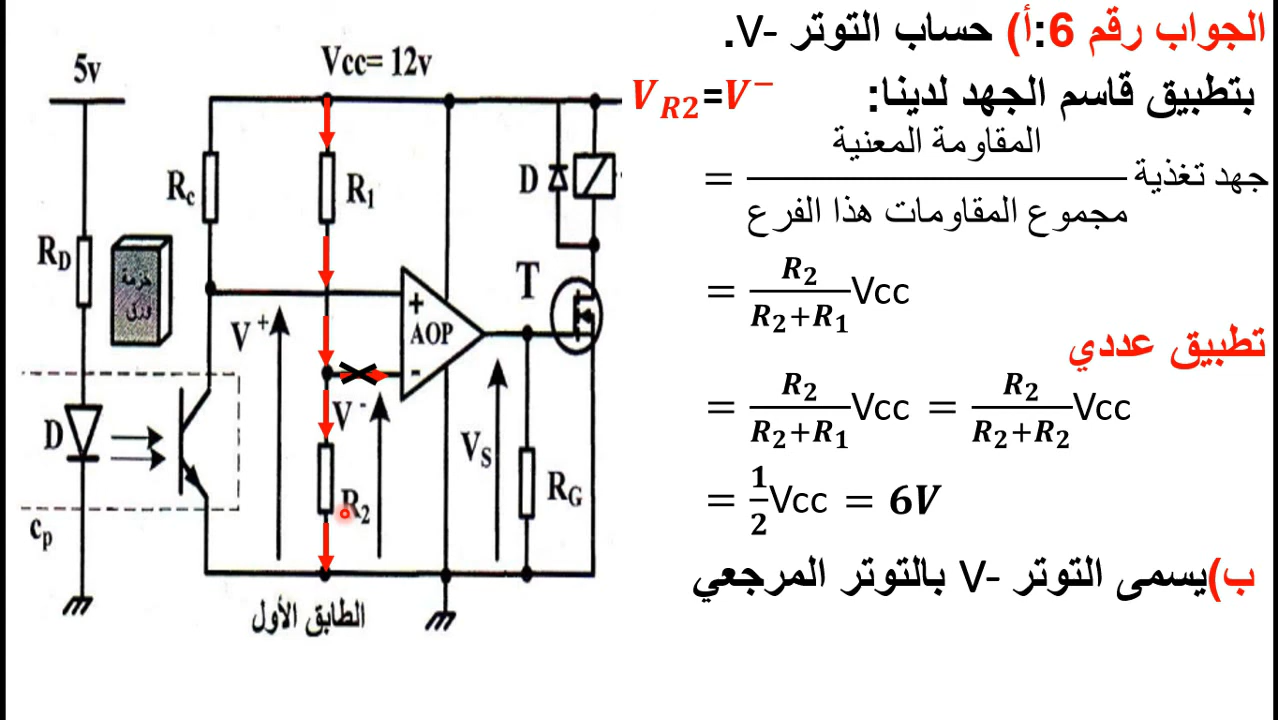 الجواب رقم 6:أ) حساب التوتر V-.
بتطبيق قاسم الجهد لدينا: V_R2=V⁻
= المقاومة المعنية / مجموع المقاومات هذا الفرع جهد تغذية
= R₂ / R₂+R₁ Vcc
تطبيق عددي
= R₂ / R₂+R₁ Vcc = R₂ / R₂+R₂ Vcc
= 1/2 Vcc = 6V
ب)يسمى التوتر V- بالتوتر المرجعي
5v
Vcc= 12v
Rc
R1
D
RD
حزمة
ورق
T
V+
+
AOP
-
V-
D
VS
R2
RG
cp
الطابق الأول